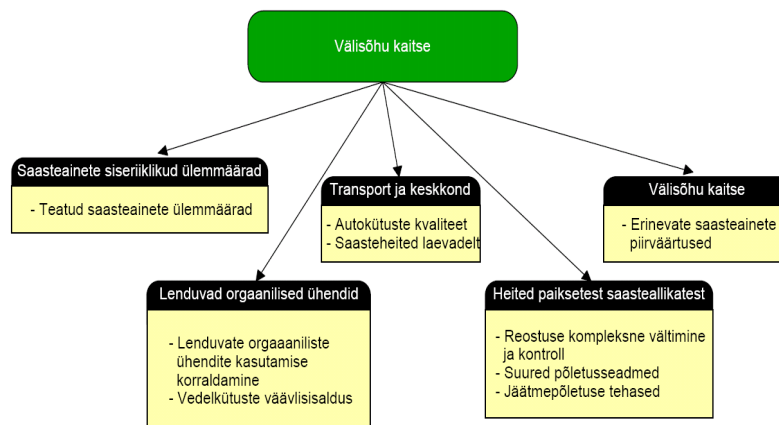 Välisõhu kaitse
Saasteainete siseriiklikud ülemmäärad
- Teatud saasteainete ülemmäärad
Transport ja keskkond
- Autokütuste kvaliteet
- Saasteheited laevadelt
Välisõhu kaitse
- Erinevate saasteainete
piirväärtused
Lenduvad orgaanilised ühendid
- Lenduvate orgaaaniliste
ühendite kasutamise
korraldamine
- Vedelkütuste väävlisisaldus
Heited paiksetest saasteallikatest
- Reostuse kompleksne vältimine
ja kontroll
- Suured põletusseadmed
- Jäätmepõletuse tehased